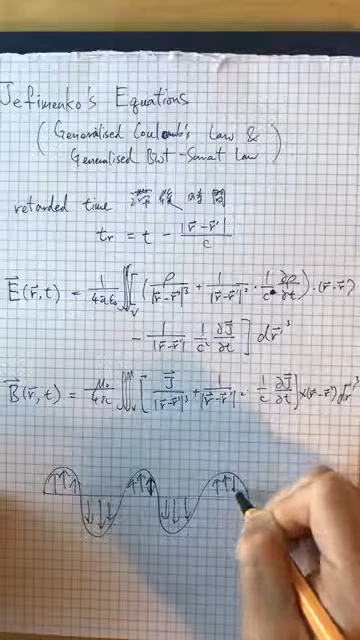 Jefimenko's Equations
( Generalised Coulomb's Law &
Generalised Biot-Savart Law )
retarded time 滯後時間
tr = t - |r⃗-r⃗'|/c
E⃗(r⃗,t) = 1/4πε₀ ∭_V [ ( ρ/|r⃗-r⃗'|³ + 1/|r⃗-r⃗'|² · 1/c ∂ρ/∂t ) · (r⃗-r⃗')
- 1/|r⃗-r⃗'| 1/c² ∂J⃗/∂t ] dr⃗'³
B⃗(r⃗,t) = μ₀/4π ∭_V [ J⃗/|r⃗-r⃗'|³ + 1/|r⃗-r⃗'|² · 1/c ∂J⃗/∂t ] × (r⃗-r⃗') dr⃗'³